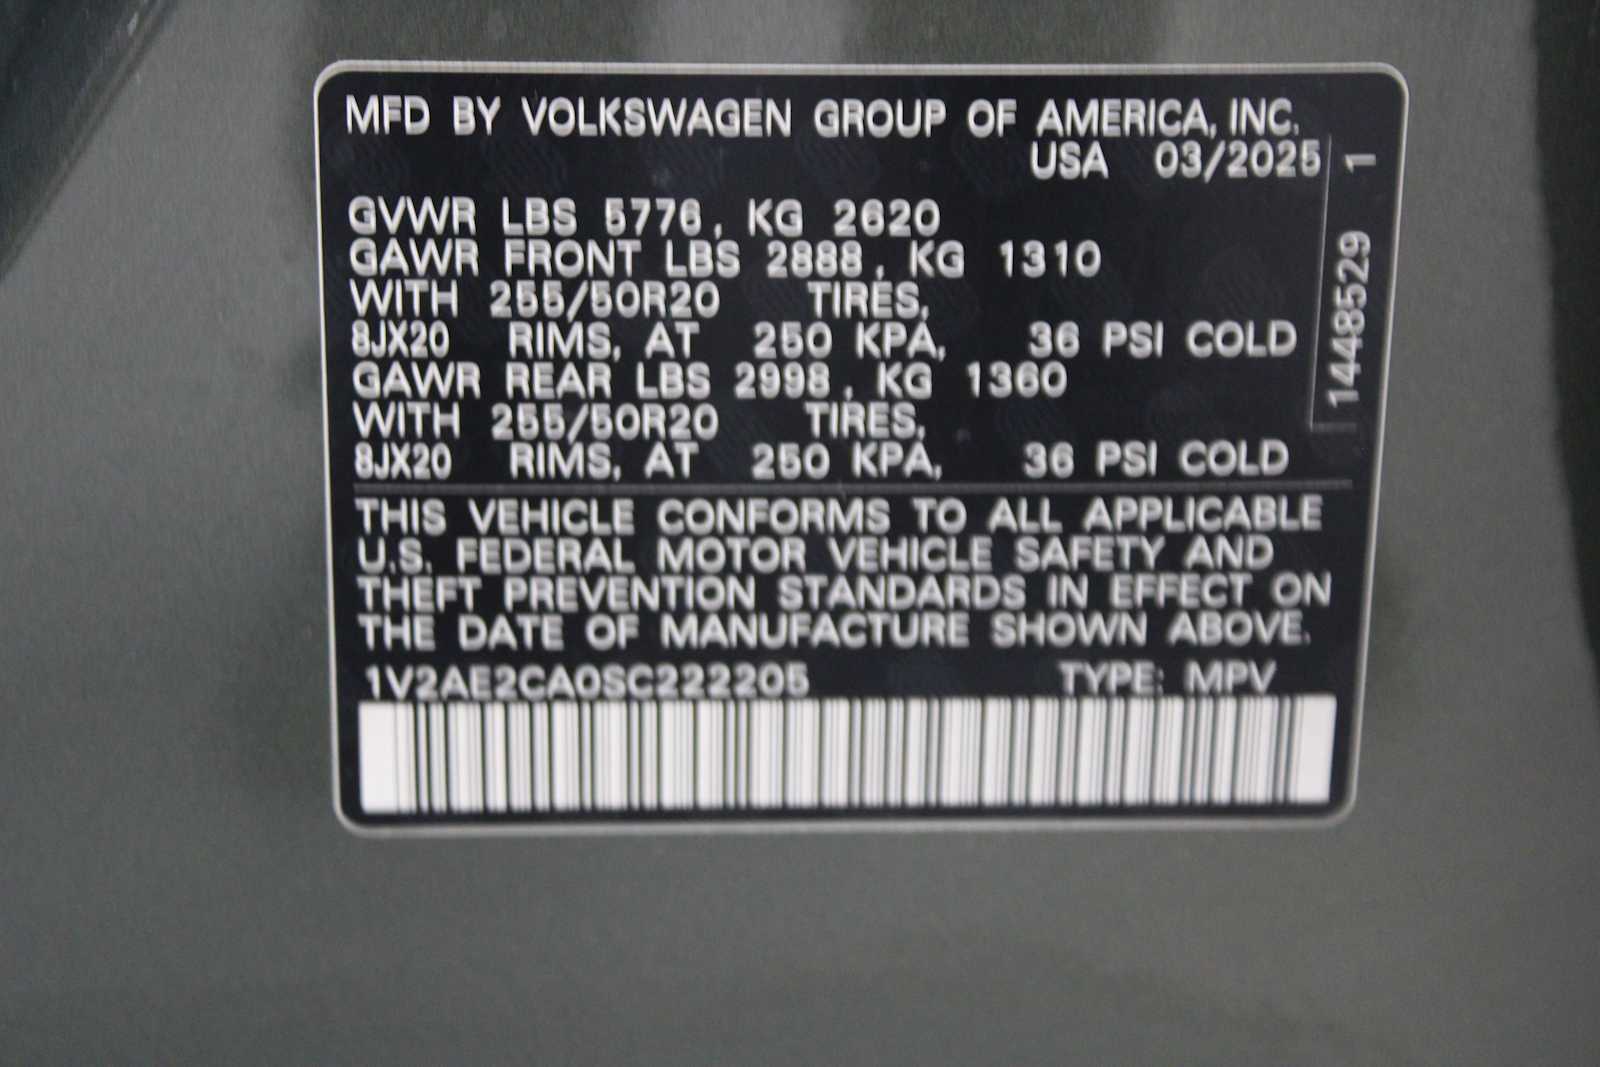 MFD BY VOLKSWAGEN GROUP OF AMERICA, INC.
USA 03/2025
GVWR LBS 5776, KG 2620
GAWR FRONT LBS 2888, KG 1310
WITH 255/50R20 TIRES,
8JX20 RIMS, AT 250 KPA, 36 PSI COLD
GAWR REAR LBS 2998, KG 1360
WITH 255/50R20 TIRES,
8JX20 RIMS, AT 250 KPA, 36 PSI COLD
THIS VEHICLE CONFORMS TO ALL APPLICABLE
U.S. FEDERAL MOTOR VEHICLE SAFETY AND
THEFT PREVENTION STANDARDS IN EFFECT ON
THE DATE OF MANUFACTURE SHOWN ABOVE.
1V2AE2CA0SC222205 TYPE: MPV
1448529 1